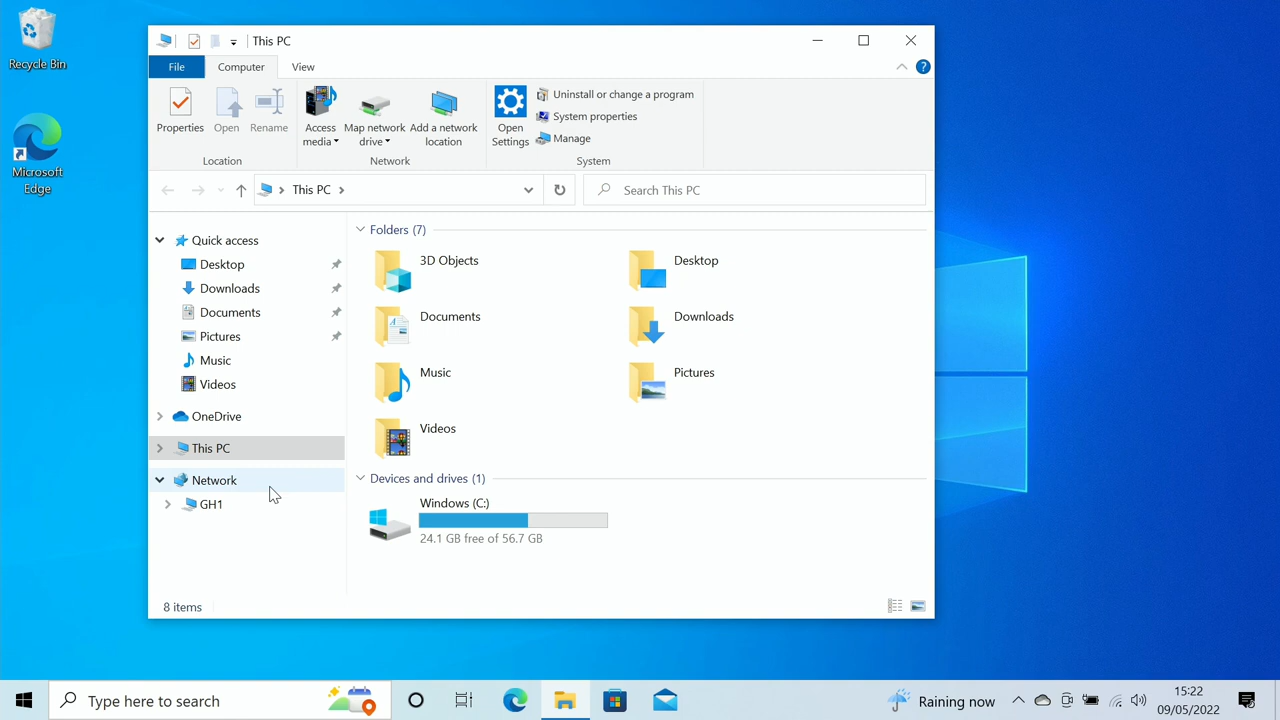 Recycle Bin
Microsoft
Edge
This PC
File
Computer
View
Properties
Open
Rename
Access
media
Map network
drive
Add a network
location
Open
Settings
Uninstall or change a program
System properties
Manage
Location
Network
System
This PC
Search This PC
Quick access
Desktop
Downloads
Documents
Pictures
Music
Videos
OneDrive
This PC
Network
GH1
Folders (7)
3D Objects
Desktop
Documents
Downloads
Music
Pictures
Videos
Devices and drives (1)
Windows (C:)
24.1 GB free of 56.7 GB
8 items
Type here to search
Raining now
15:22
09/05/2022